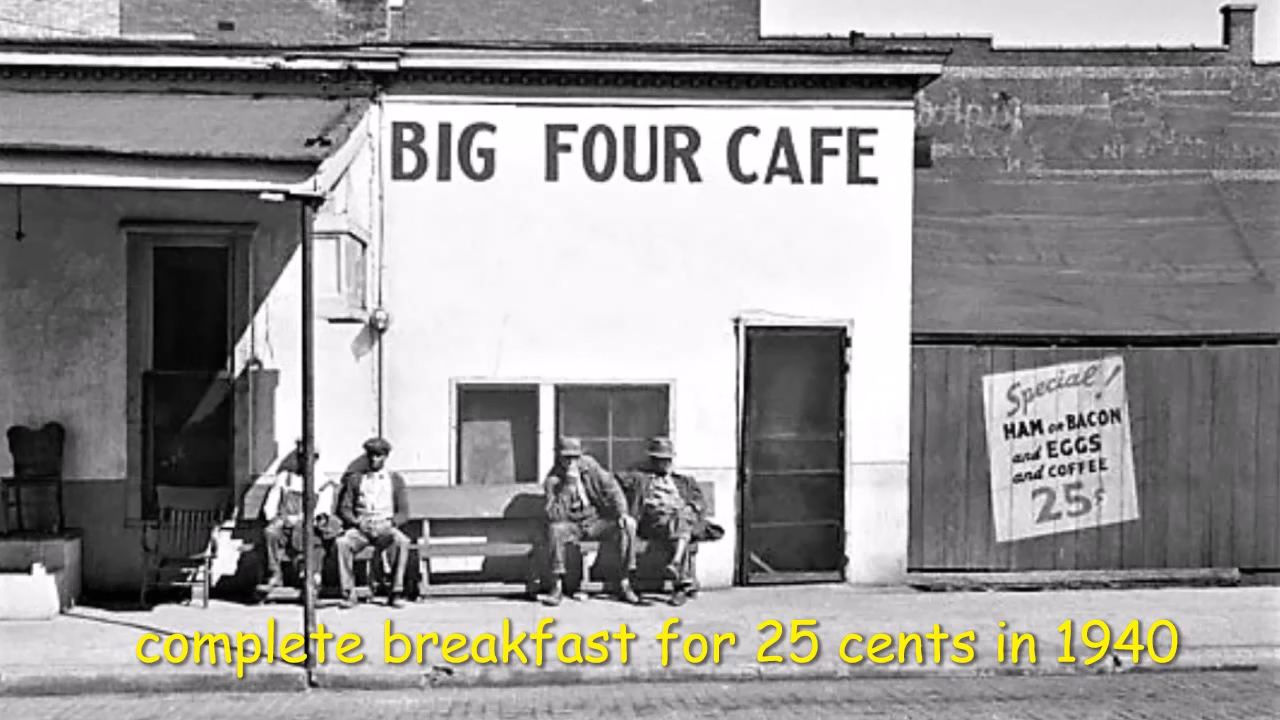 BIG FOUR CAFE
Special!
HAM or BACON
and EGGS
and COFFEE
25¢
complete breakfast for 25 cents in 1940